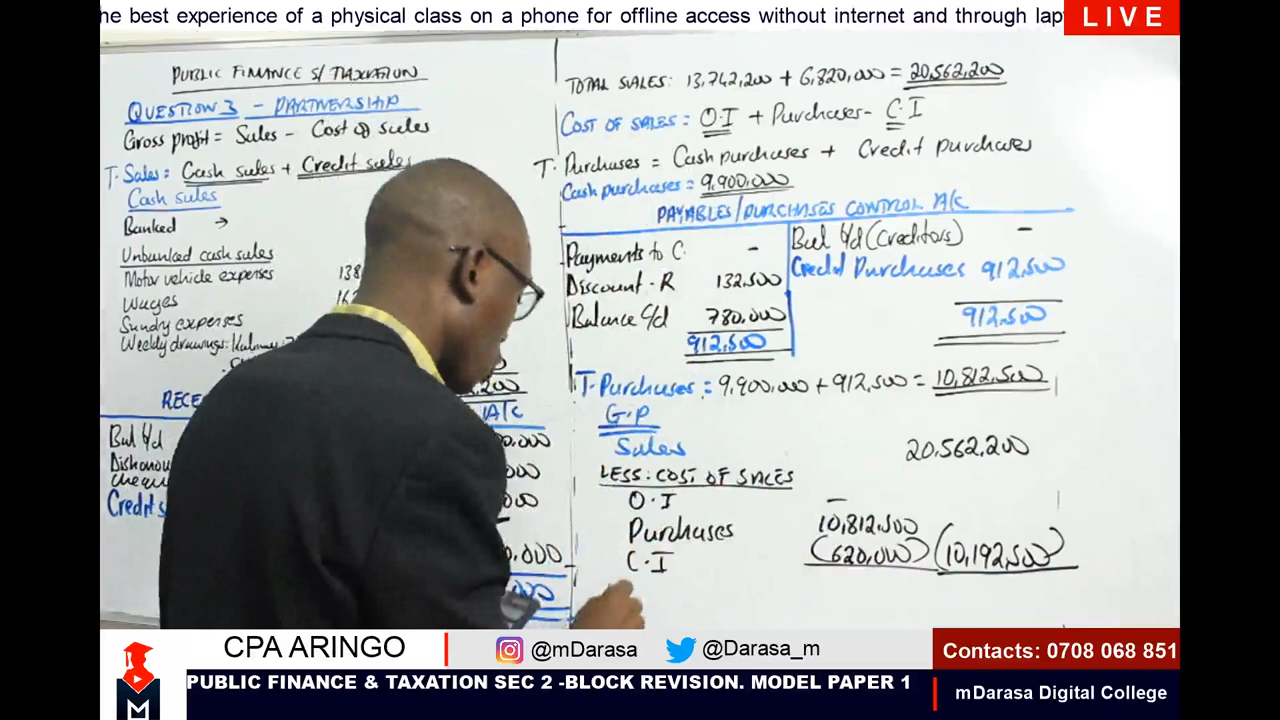 he best experience of a physical class on a phone for offline access without internet and through lap
LIVE
PUBLIC FINANCE S/ TAXATION
QUESTION 3 - PARTNERSHIP
Gross profit = Sales - Cost of sales
T. Sales = Cash sales + Credit sales
Cash sales
Banked →
Unbanked cash sales
Motor vehicle expenses 138
Wages 162
Sundry expenses
Weekly drawings:
RECE
A/C
Bal b/d
Dishonou
cheque
Credit s
TOTAL SALES: 13,742,200 + 6,820,000 = 20,562,200
COST OF SALES = O.I + Purchases - C.I
T. Purchases = Cash purchases + Credit purchases
Cash purchases = 9,900,000
PAYABLES/PURCHASES CONTROL A/C
Payments to C. -
Discount - R 132,500
Balance c/d 780,000
912,500
Bal b/d (Creditors) -
Credit Purchases 912,500
912,500
T. Purchases: 9,900,000 + 912,500 = 10,812,500
G.P
Sales 20,562,200
LESS: COST OF SALES
O.I -
Purchases 10,812,500
C.I (620,000) (10,192,500)
CPA ARINGO
@mDarasa
@Darasa_m
Contacts: 0708 068 851
PUBLIC FINANCE & TAXATION SEC 2 -BLOCK REVISION. MODEL PAPER 1
mDarasa Digital College